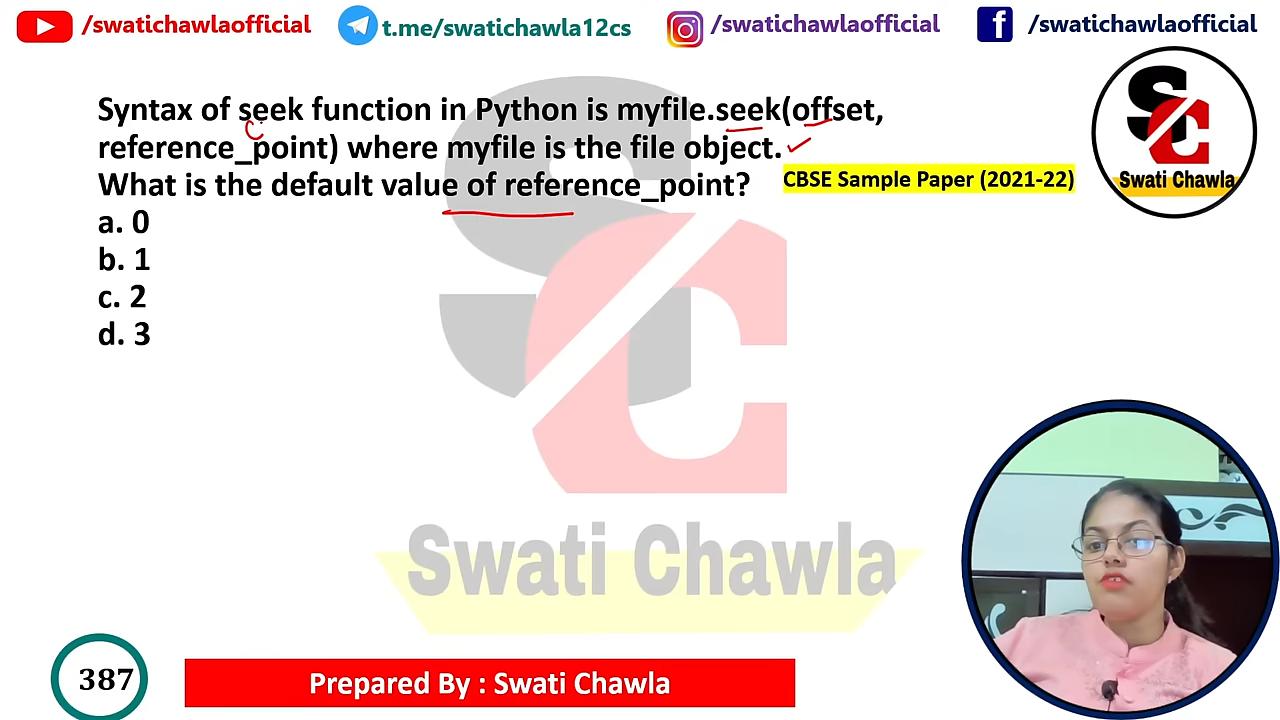 /swatichawlaofficial
t.me/swatichawla12cs
/swatichawlaofficial
/swatichawlaofficial
Syntax of seek function in Python is myfile.seek(offset,
reference_point) where myfile is the file object.
What is the default value of reference_point?
CBSE Sample Paper (2021-22)
SC
Swati Chawla
a. 0
b. 1
c. 2
d. 3
SC
Swati Chawla
387
Prepared By : Swati Chawla